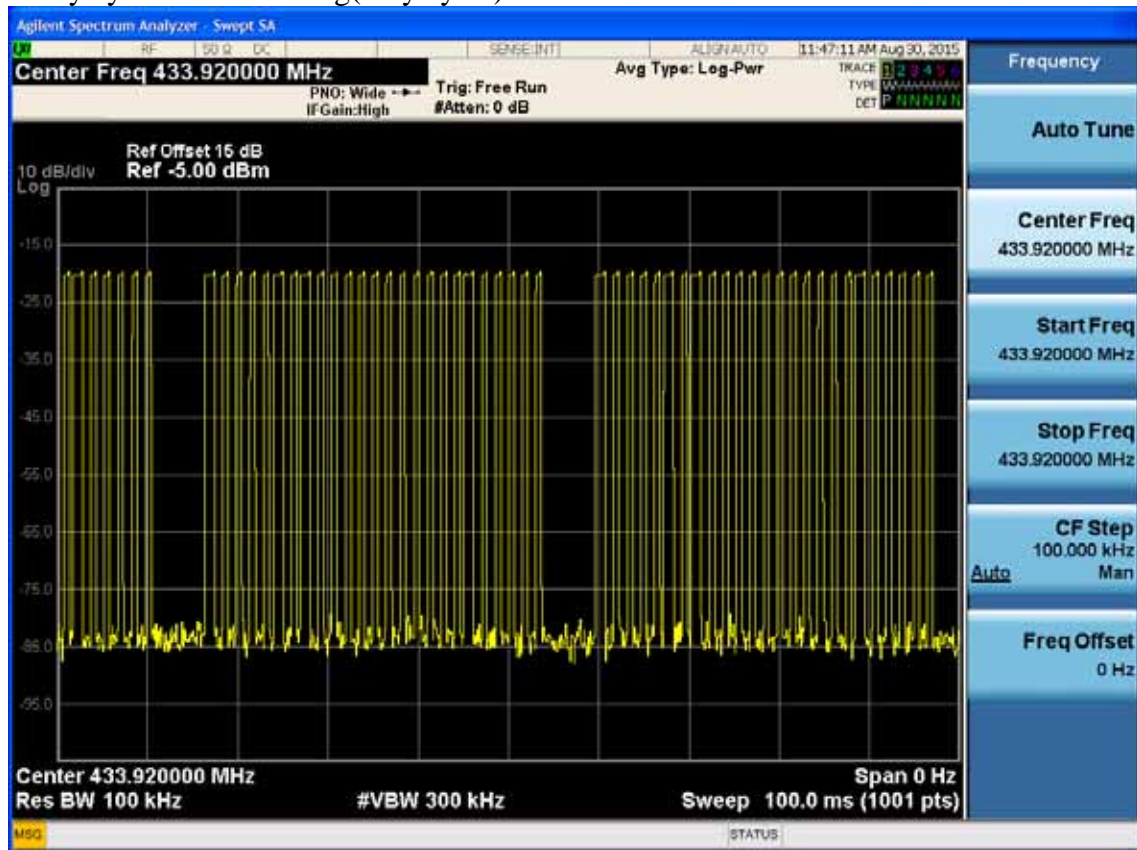 Agilent Spectrum Analyzer - Swept SA
RF 50 Ω DC SENSE:INT ALIGN AUTO 11:47:11 AM Aug 30, 2015
Center Freq 433.920000 MHz
PNO: Wide
IFGain:High
Trig: Free Run
#Atten: 0 dB
Avg Type: Log-Pwr
TRACE 1 2 3 4 5 6
TYPE
DET P N N N N N
Ref Offset 15 dB
10 dB/div Ref -5.00 dBm
Log
-15.0
-25.0
-35.0
-45.0
-55.0
-65.0
-75.0
-85.0
-95.0
Center 433.920000 MHz Span 0 Hz
Res BW 100 kHz #VBW 300 kHz Sweep 100.0 ms (1001 pts)
MSG STATUS
Frequency
Auto Tune
Center Freq
433.920000 MHz
Start Freq
433.920000 MHz
Stop Freq
433.920000 MHz
CF Step
100.000 kHz
Auto Man
Freq Offset
0 Hz